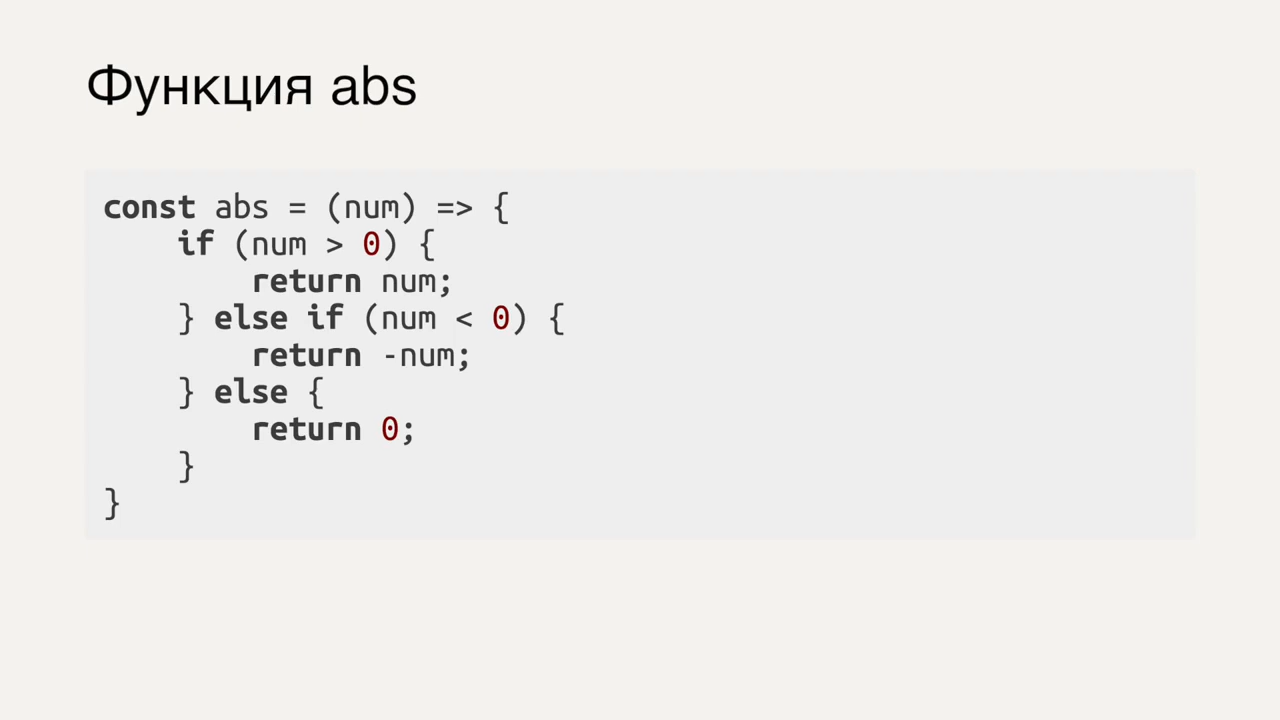 Функция abs
const abs = (num) => {
    if (num > 0) {
        return num;
    } else if (num < 0) {
        return -num;
    } else {
        return 0;
    }
}